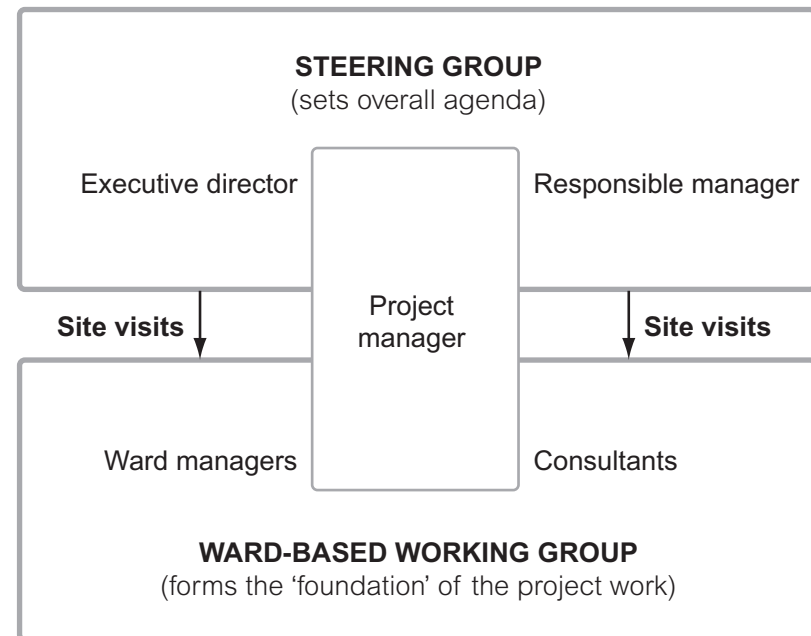 STEERING GROUP
(sets overall agenda)
Executive director
Responsible manager
Project
manager
Site visits
Site visits
Ward managers
Consultants
WARD-BASED WORKING GROUP
(forms the ‘foundation’ of the project work)